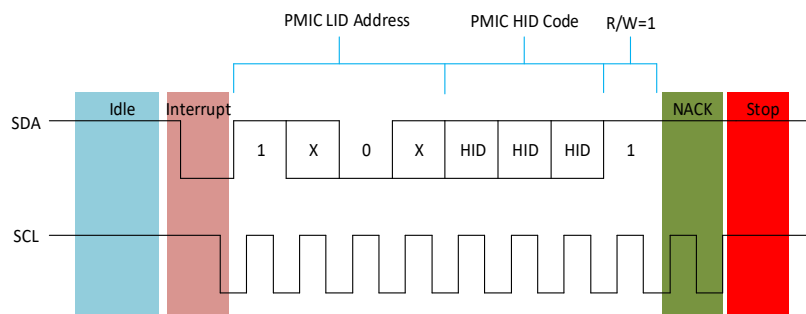 PMIC LID Address PMIC HID Code R/W=1
Idle Interrupt NACK Stop
SDA
1 X 0 X HID HID HID 1
SCL